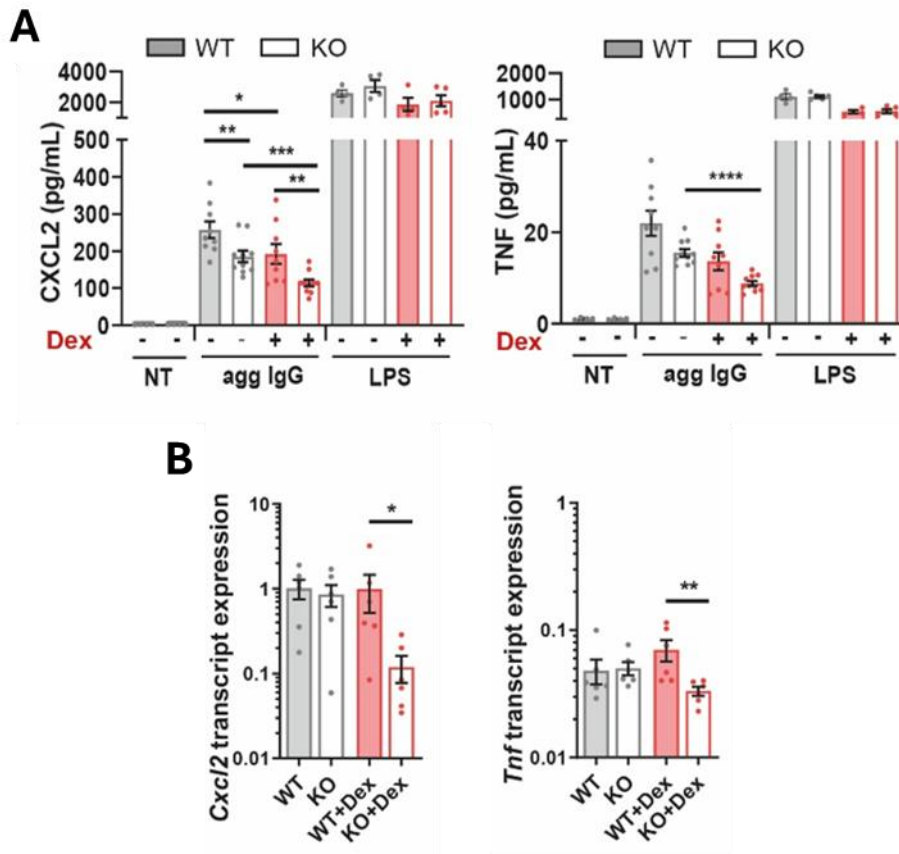 A
WT KO
4000
2000
500
400
300
200
100
0
CXCL2 (pg/mL)
*
**
***
**
Dex - - - - + + - - + +
NT agg IgG LPS
WT KO
2000
1000
40
20
0
TNF (pg/mL)
****
Dex - - - - + + - - + +
NT agg IgG LPS
B
Cxcl2 transcript expression
10
1
0.1
0.01
*
WT KO WT+Dex KO+Dex
Tnf transcript expression
1
0.1
0.01
**
WT KO WT+Dex KO+Dex